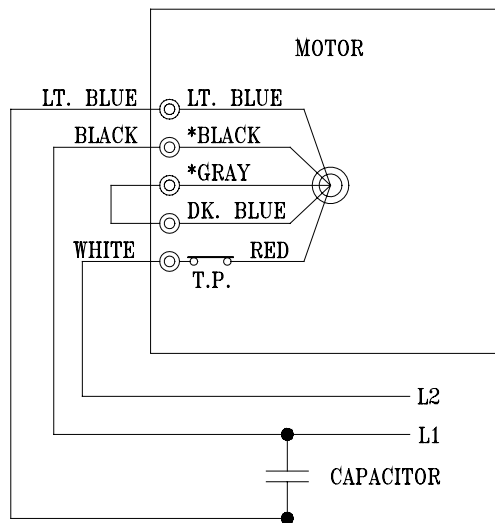 MOTOR
LT. BLUE LT. BLUE
BLACK *BLACK
*GRAY
DK. BLUE
WHITE RED
T.P.
L2
L1
CAPACITOR